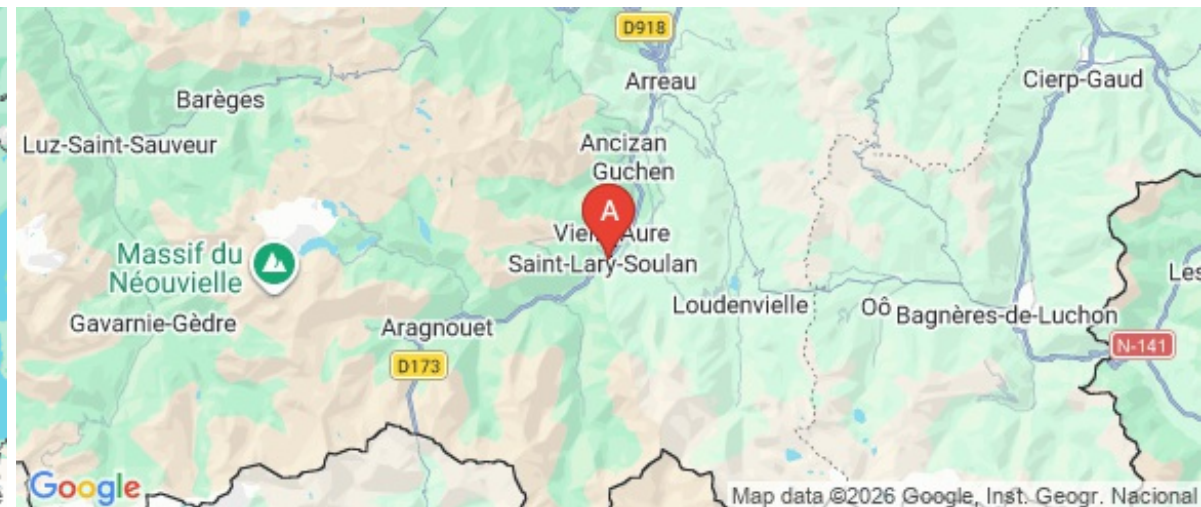 D918
Arreau
Cierp-Gaud
Barèges
Luz-Saint-Sauveur
Ancizan
Guchen
A
Aure
Massif du
Néouvielle
Saint-Lary-Soulan
Loudenvielle
Oô
Bagnères-de-Luchon
Gavarnie-Gèdre
Aragnouet
N-141
D173
Google
Map data ©2026 Google, Inst. Geogr. Nacional